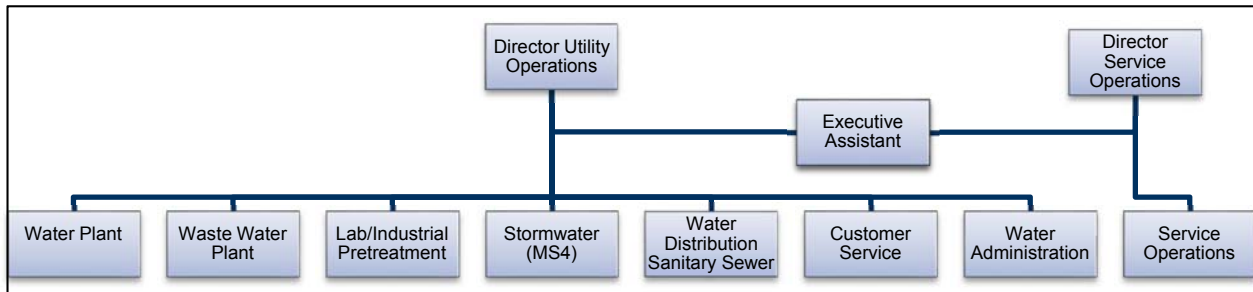 Director Utility
Operations
Director
Service
Operations
Executive
Assistant
Water Plant
Waste Water
Plant
Lab/Industrial
Pretreatment
Stormwater
(MS4)
Water
Distribution
Sanitary Sewer
Customer
Service
Water
Administration
Service
Operations